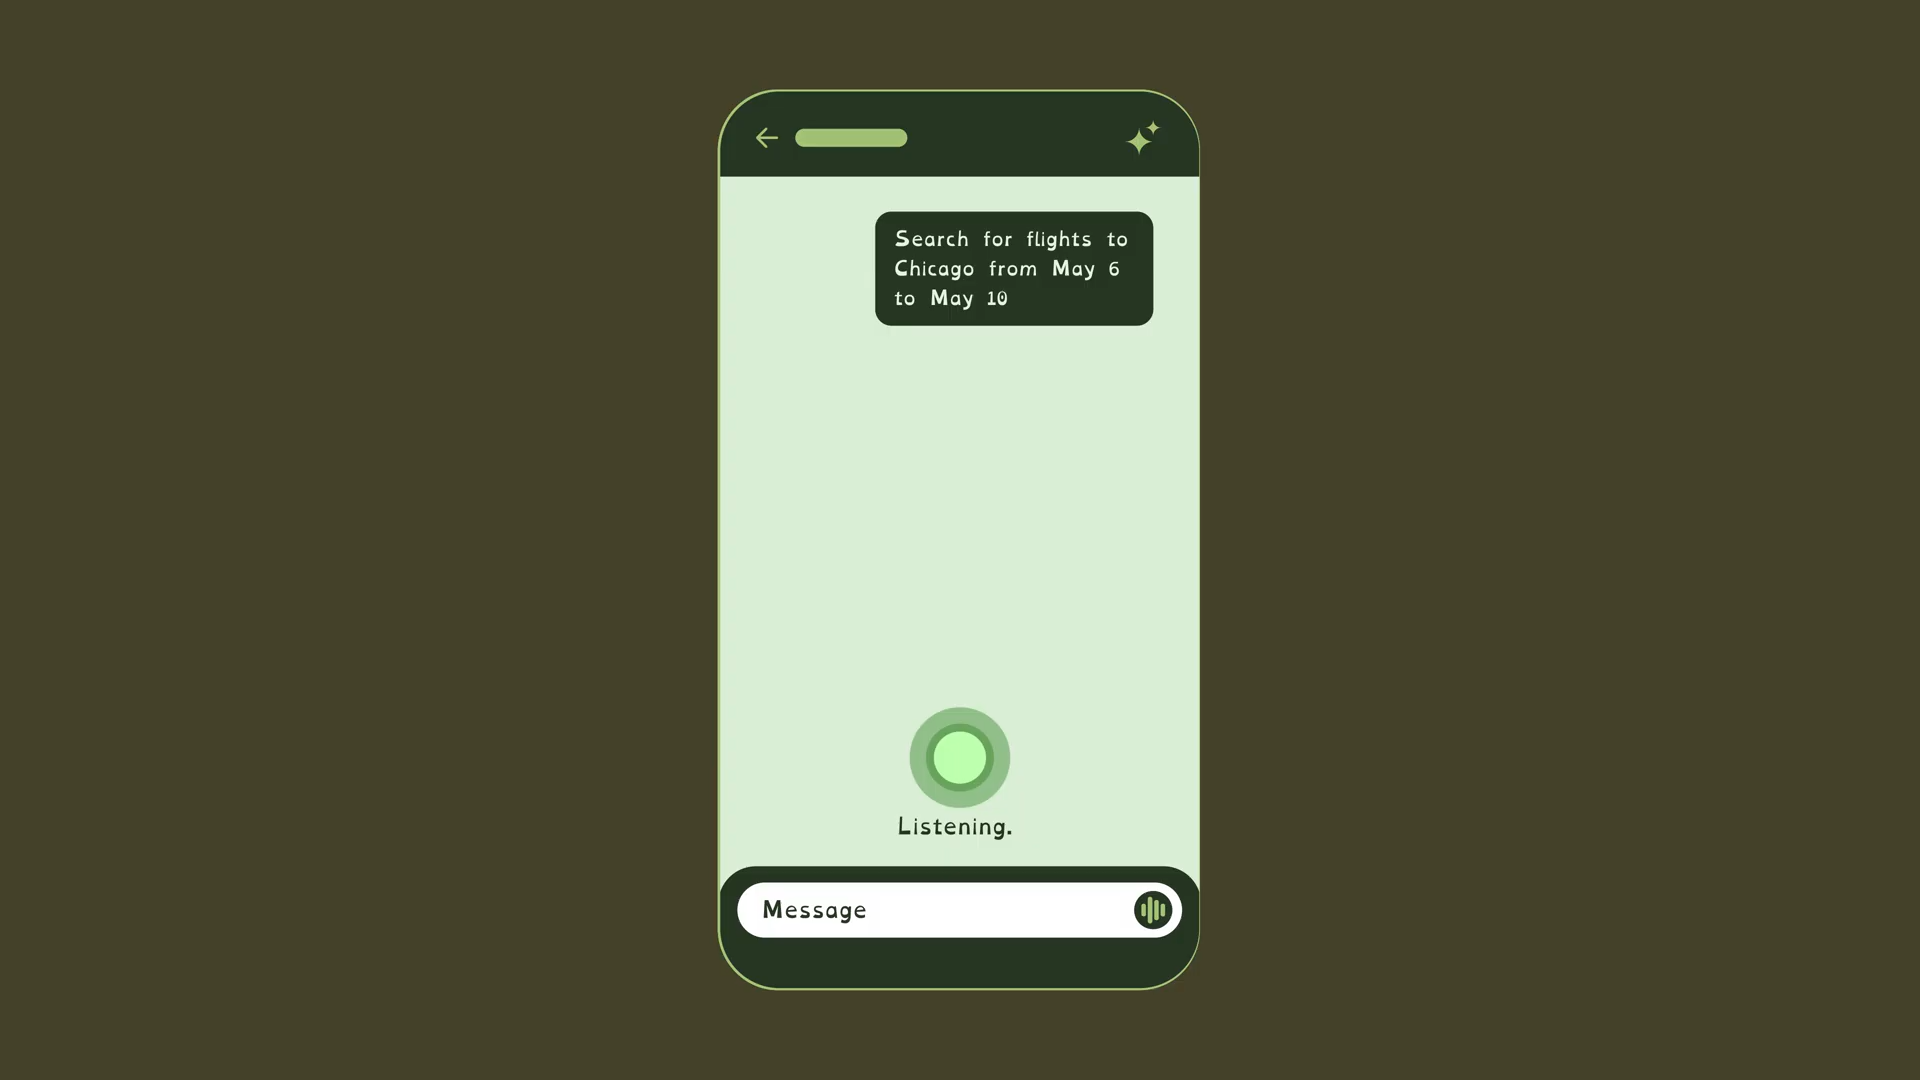 Search for flights to
Chicago from May 6
to May 10
Listening.
Message